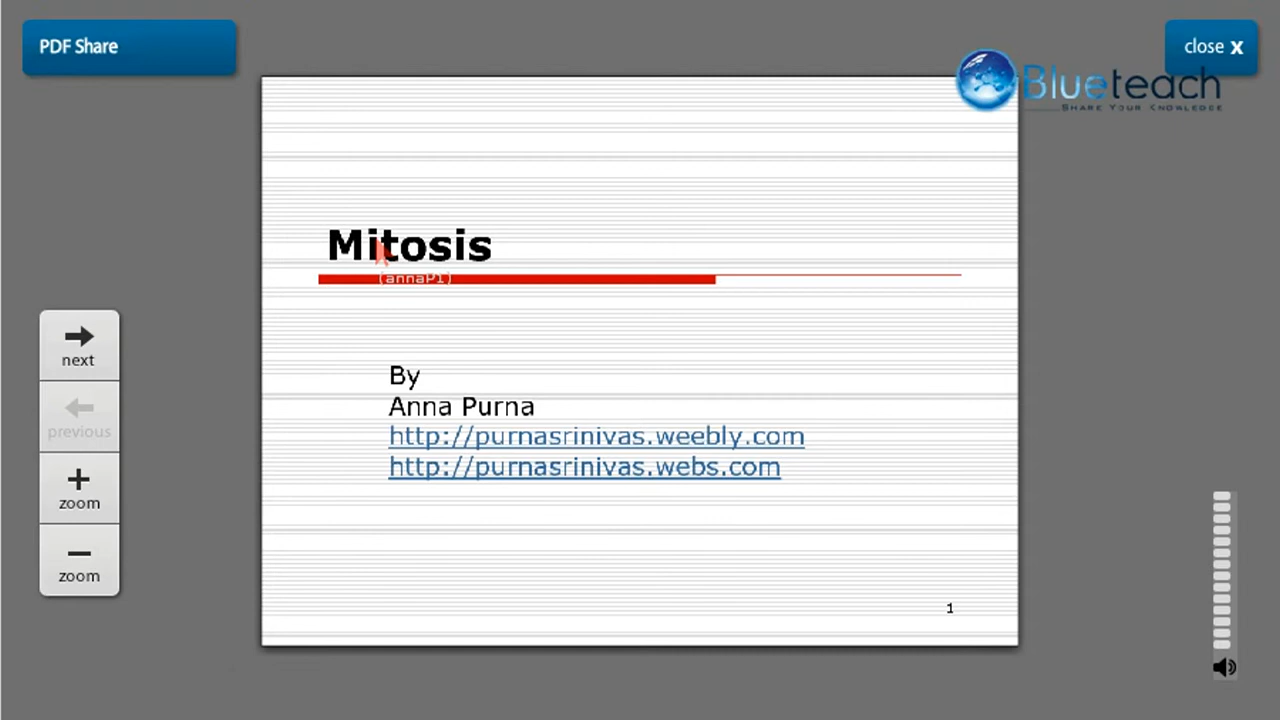 PDF Share
close X
Blueteach
Share Your Knowledge
Mitosis
(annaP1)
By
Anna Purna
http://purnasrinivas.weebly.com
http://purnasrinivas.webs.com
1
next
previous
+
zoom
−
zoom